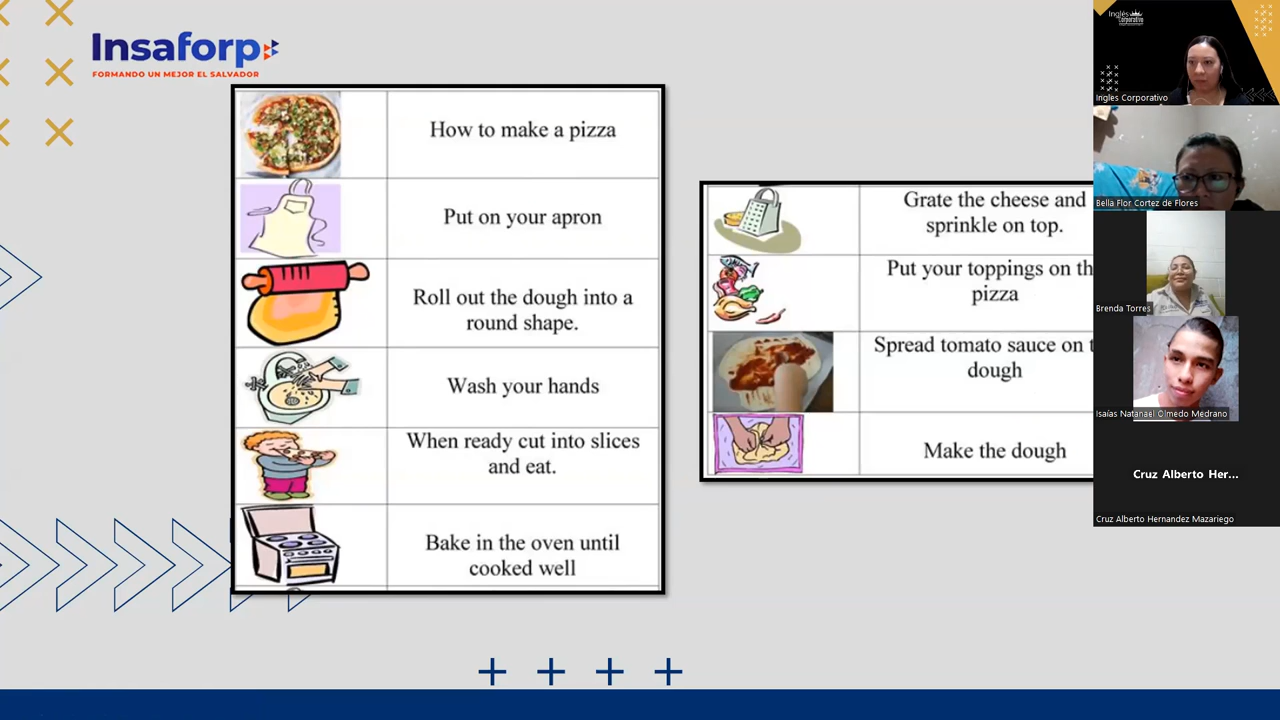 Insaforp
FORMANDO UN MEJOR EL SALVADOR
How to make a pizza
Put on your apron
Roll out the dough into a
round shape.
Wash your hands
When ready cut into slices
and eat.
Bake in the oven until
cooked well
Grate the cheese and
sprinkle on top.
Put your toppings on th
pizza
Spread tomato sauce on t
dough
Make the dough
Inglés
Corporativo
Ingles Corporativo
Bella Flor Cortez de Flores
Brenda Torres
Isaías Natanael Olmedo Medrano
Cruz Alberto Her...
Cruz Alberto Hernandez Mazariego